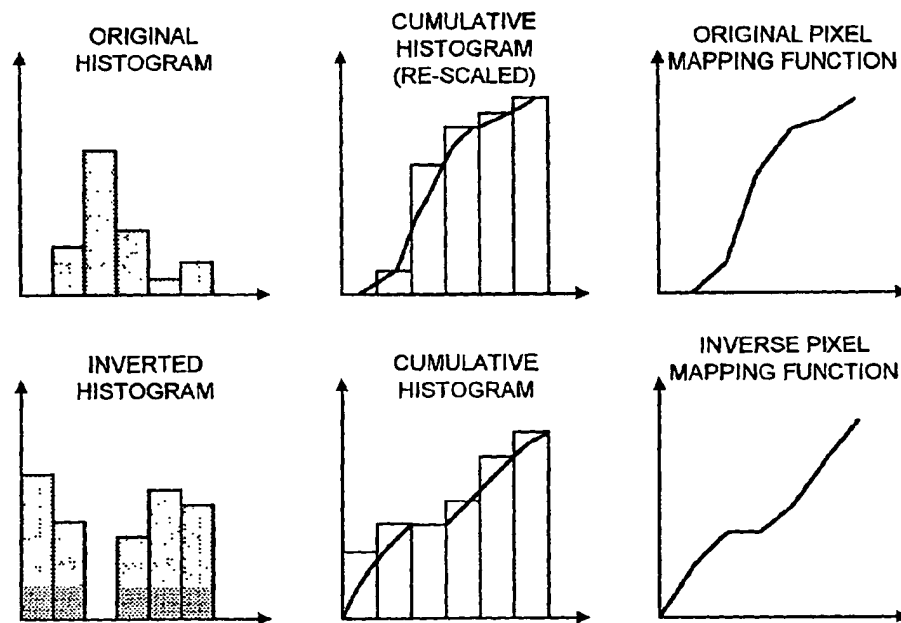 ORIGINAL
HISTOGRAM
CUMULATIVE
HISTOGRAM
(RE-SCALED)
ORIGINAL PIXEL
MAPPING FUNCTION
INVERTED
HISTOGRAM
CUMULATIVE
HISTOGRAM
INVERSE PIXEL
MAPPING FUNCTION